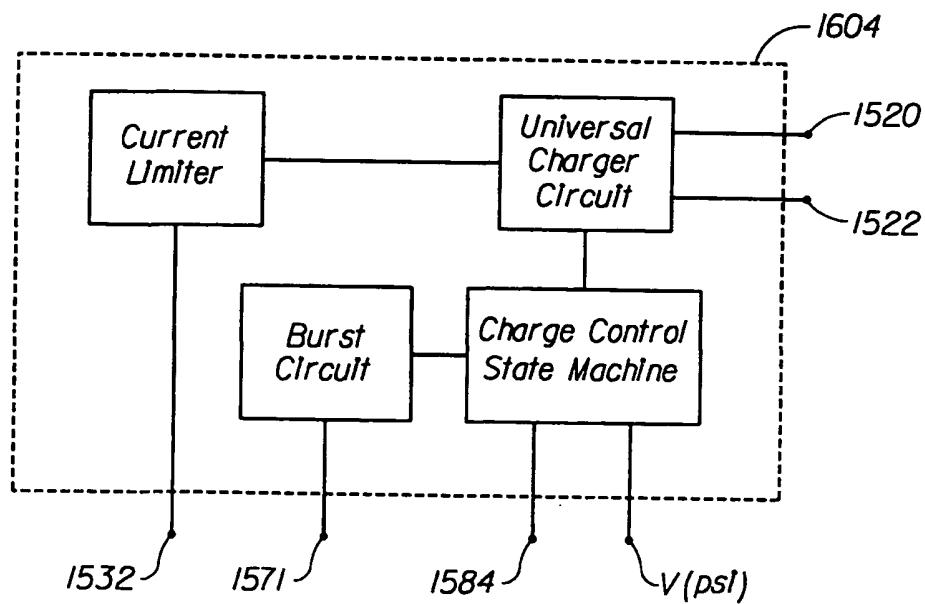 1604
Current
Limiter
Universal
Charger
Circuit
1520
1522
Burst
Circuit
Charge Control
State Machine
1532
1571
1584
V(psi)